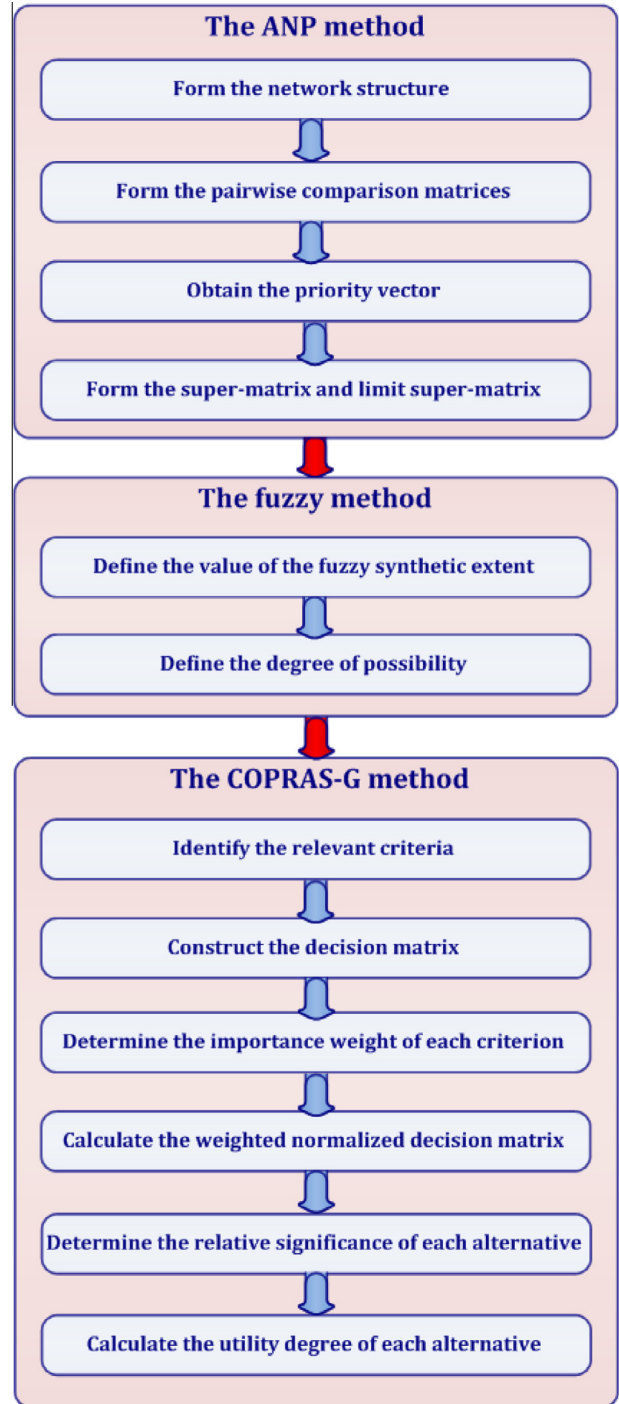 The ANP method
Form the network structure
Form the pairwise comparison matrices
Obtain the priority vector
Form the super-matrix and limit super-matrix
The fuzzy method
Define the value of the fuzzy synthetic extent
Define the degree of possibility
The COPRAS-G method
Identify the relevant criteria
Construct the decision matrix
Determine the importance weight of each criterion
Calculate the weighted normalized decision matrix
Determine the relative significance of each alternative
Calculate the utility degree of each alternative